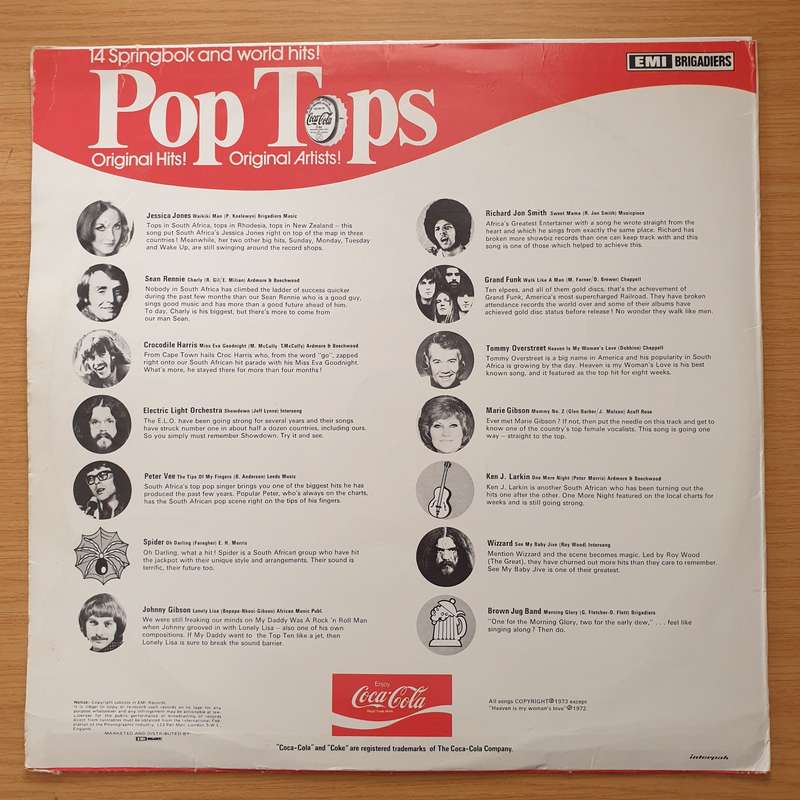 14 Springbok and world hits!
Pop Tops
Coca-Cola
Original Hits! Original Artists!
EMI BRIGADIERS
Jessica Jones Waikiki Man (P. Koelewyn) Brigadiers Music
Tops in South Africa, tops in Rhodesia, tops in New Zealand – this
song put South Africa's Jessica Jones right on top of the map in three
countries! Meanwhile, her two other big hits, Sunday, Monday, Tuesday
and Wake Up, are still swinging around the record shops.
Sean Rennie Charly (R. Gil/E. Milian) Ardmore & Beechwood
Nobody in South Africa has climbed the ladder of success quicker
during the past few months than our Sean Rennie who is a good guy,
sings good music and has more than a good future ahead of him.
To day, Charly is his biggest, but there's more to come from
our man Sean.
Crocodile Harris Miss Eva Goodnight (M. McCully T.McCully) Ardmore & Beechwood
From Cape Town hails Croc Harris who, from the word "go", zapped
right onto our South African hit parade with his Miss Eva Goodnight.
What's more, he stayed there for more than four months!
Electric Light Orchestra Showdown (Jeff Lynne) Intersong
The E.L.O. have been going strong for several years and their songs
have struck number one in about half a dozen countries, including ours.
So you simply must remember Showdown. Try it and see.
Peter Vee The Tips Of My Fingers (B. Anderson) Leeds Music
South Africa's top pop singer brings you one of the biggest hits he has
produced the past few years. Popular Peter, who's always on the charts,
has the South African pop scene right on the tips of his fingers.
Spider Oh Darling (Faragher) E. H. Morris
Oh Darling, what a hit! Spider is a South African group who have hit
the jackpot with their unique style and arrangements. Their sound is
terrific, their future too.
Johnny Gibson Lonely Lisa (Bopape-Nkosi-Gibson) African Music Publ.
We were still freaking our minds on My Daddy Was A Rock 'n Roll Man
when Johnny grooved in with Lonely Lisa – also one of his own
compositions. If My Daddy went to the Top Ten like a jet, then
Lonely Lisa is sure to break the sound barrier.
Richard Jon Smith Sweet Mama (R. Jon Smith) Musicpiece
Africa's Greatest Entertainer with a song he wrote straight from the
heart and which he sings from exactly the same place. Richard has
broken more showbiz records than one can keep track with and this
song is one of those which helped to achieve this.
Grand Funk Walk Like A Man (M. Farner/D. Brewer) Chappell
Ten elpees, and all of them gold discs, that's the achievement of
Grand Funk, America's most supercharged Railroad. They have broken
attendance records the world over and some of their albums have
achieved gold disc status before release! No wonder they walk like men.
Tommy Overstreet Heaven Is My Woman's Love (Dobbins) Chappell
Tommy Overstreet is a big name in America and his popularity in South
Africa is growing by the day. Heaven is my Woman's Love is his best
known song, and it featured as the top hit for eight weeks.
Marie Gibson Mummy No. 2 (Glen Barber/J. Matson) Acuff Rose
Ever met Marie Gibson? If not, then put the needle on this track and get to
know one of the country's top female vocalists. This song is going one
way – straight to the top.
Ken J. Larkin One More Night (Peter Morris) Ardmore & Beechwood
Ken J. Larkin is another South African who has been turning out the
hits one after the other. One More Night featured on the local charts for
weeks and is still going strong.
Wizzard See My Baby Jive (Roy Wood) Intersong
Mention Wizzard and the scene becomes magic. Led by Roy Wood
(The Great), they have churned out more hits than they care to remember.
See My Baby Jive is one of their greatest.
Brown Jug Band Morning Glory (G. Fletcher-D. Flett) Brigadiers
"One for the Morning Glory, two for the early dew," . . . feel like
singing along? Then do.
Notice: Copyright subsists in EMI Records.
MARKETED AND DISTRIBUTED BY
EMI BRIGADIERS
Enjoy
Coca-Cola
All songs COPYRIGHT Ⓟ 1973 except
'Heaven is my woman's love' Ⓟ 1972.
"Coca-Cola" and "Coke" are registered trademarks of The Coca-Cola Company.
interpak